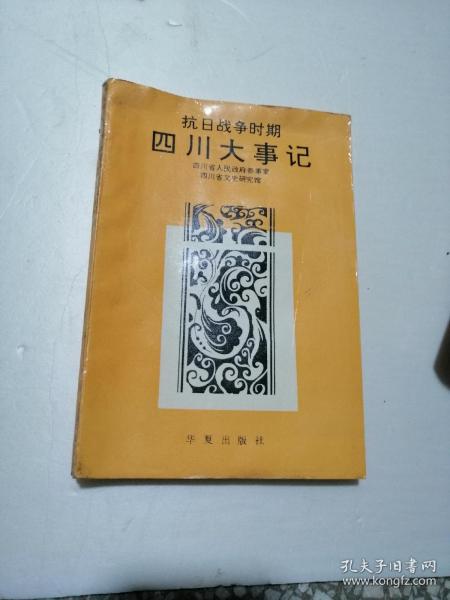 抗日战争时期
四川大事记
四川省人民政府参事室
四川省文史研究馆
华夏出版社
孔夫子旧书网
www.kongfz.com